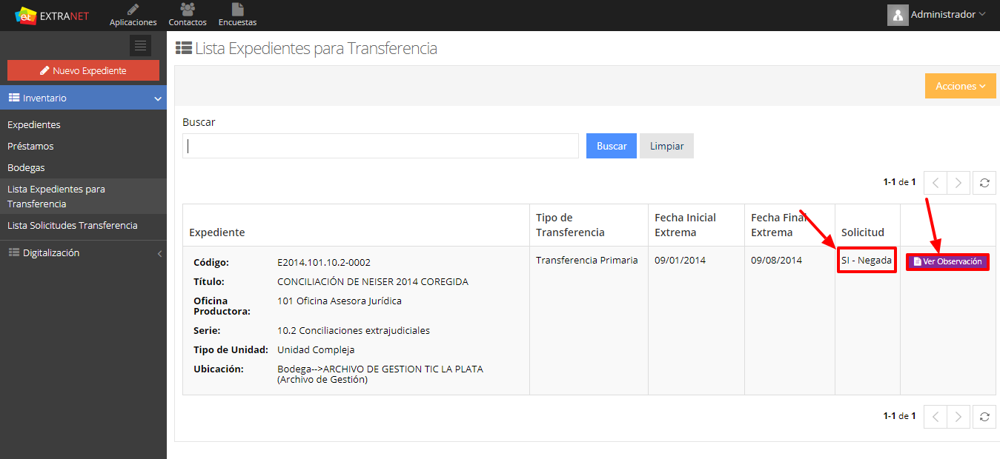 et EXTRANET
Aplicaciones
Contactos
Encuestas
Administrador
Nuevo Expediente
Inventario
Expedientes
Préstamos
Bodegas
Lista Expedientes para
Transferencia
Lista Solicitudes Transferencia
Digitalización
Lista Expedientes para Transferencia
Acciones
Buscar
Buscar
Limpiar
1-1 de 1
Expediente
Tipo de
Transferencia
Fecha Inicial
Extrema
Fecha Final
Extrema
Solicitud
Código: E2014.101.10.2-0002
Título: CONCILIACIÓN DE NEISER 2014 COREGIDA
Oficina
Productora:
101 Oficina Asesora Jurídica
Serie: 10.2 Conciliaciones extrajudiciales
Tipo de Unidad: Unidad Compleja
Ubicación: Bodega-->ARCHIVO DE GESTION TIC LA PLATA
(Archivo de Gestión)
Transferencia Primaria
09/01/2014
09/08/2014
SI - Negada
Ver Observación
1-1 de 1